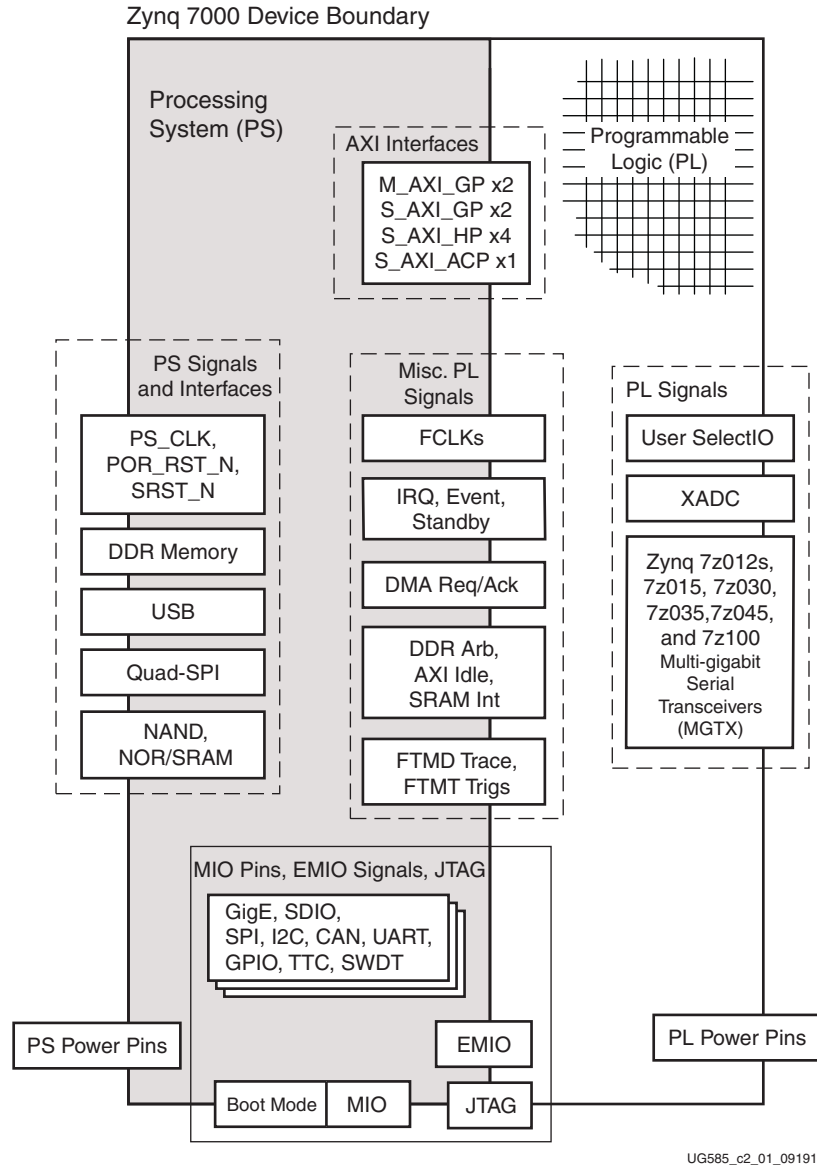 Zynq 7000 Device Boundary
Processing
System (PS)
AXI Interfaces
M_AXI_GP x2
S_AXI_GP x2
S_AXI_HP x4
S_AXI_ACP x1
Programmable
Logic (PL)
PS Signals
and Interfaces
PS_CLK,
POR_RST_N,
SRST_N
DDR Memory
USB
Quad-SPI
NAND,
NOR/SRAM
Misc. PL
Signals
FCLKs
IRQ, Event,
Standby
DMA Req/Ack
DDR Arb,
AXI Idle,
SRAM Int
FTMD Trace,
FTMT Trigs
PL Signals
User SelectIO
XADC
Zynq 7z012s,
7z015, 7z030,
7z035,7z045,
and 7z100
Multi-gigabit
Serial
Transceivers
(MGTX)
MIO Pins, EMIO Signals, JTAG
GigE, SDIO,
SPI, I2C, CAN, UART,
GPIO, TTC, SWDT
PS Power Pins
EMIO
PL Power Pins
Boot Mode
MIO
JTAG
UG585_c2_01_09191